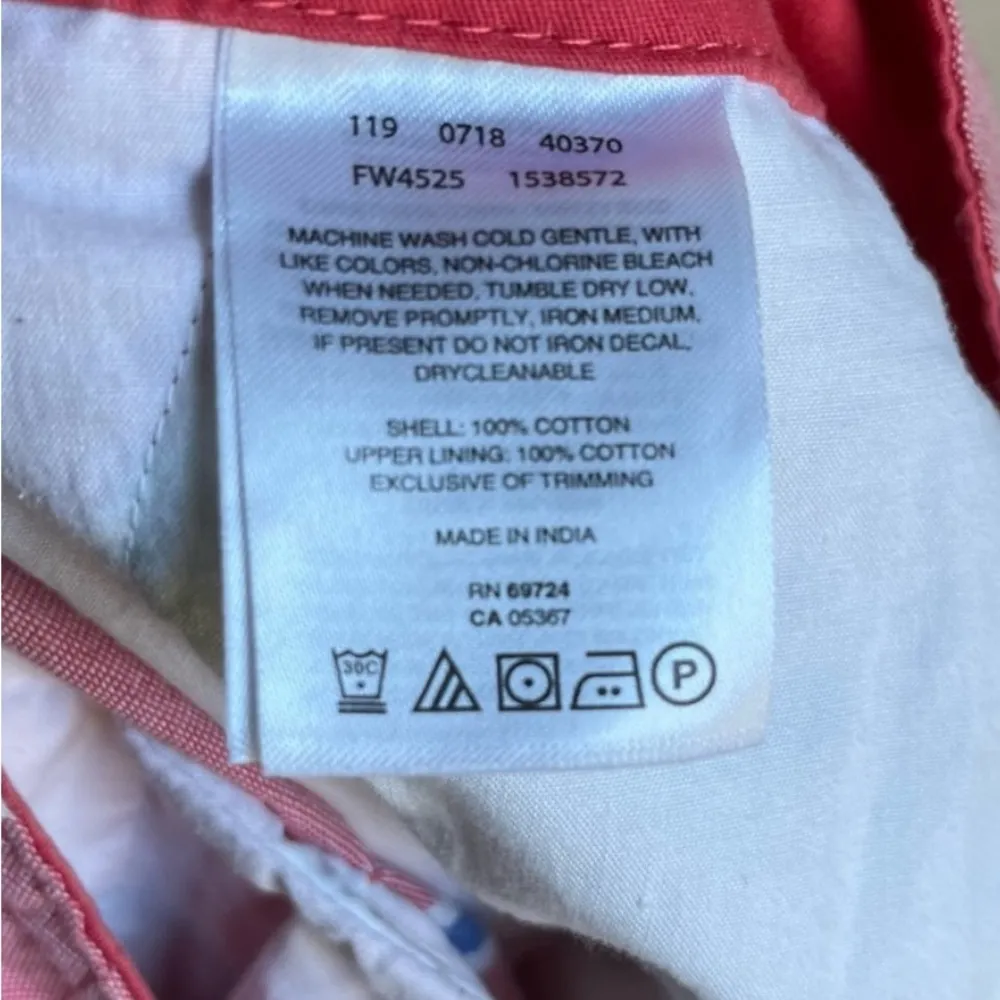 119 0718 40370
FW4525 1538572
MACHINE WASH COLD GENTLE, WITH
LIKE COLORS, NON-CHLORINE BLEACH
WHEN NEEDED, TUMBLE DRY LOW,
REMOVE PROMPTLY, IRON MEDIUM.
IF PRESENT DO NOT IRON DECAL.
DRYCLEANABLE
SHELL: 100% COTTON
UPPER LINING: 100% COTTON
EXCLUSIVE OF TRIMMING
MADE IN INDIA
RN 69724
CA 05367
30C P